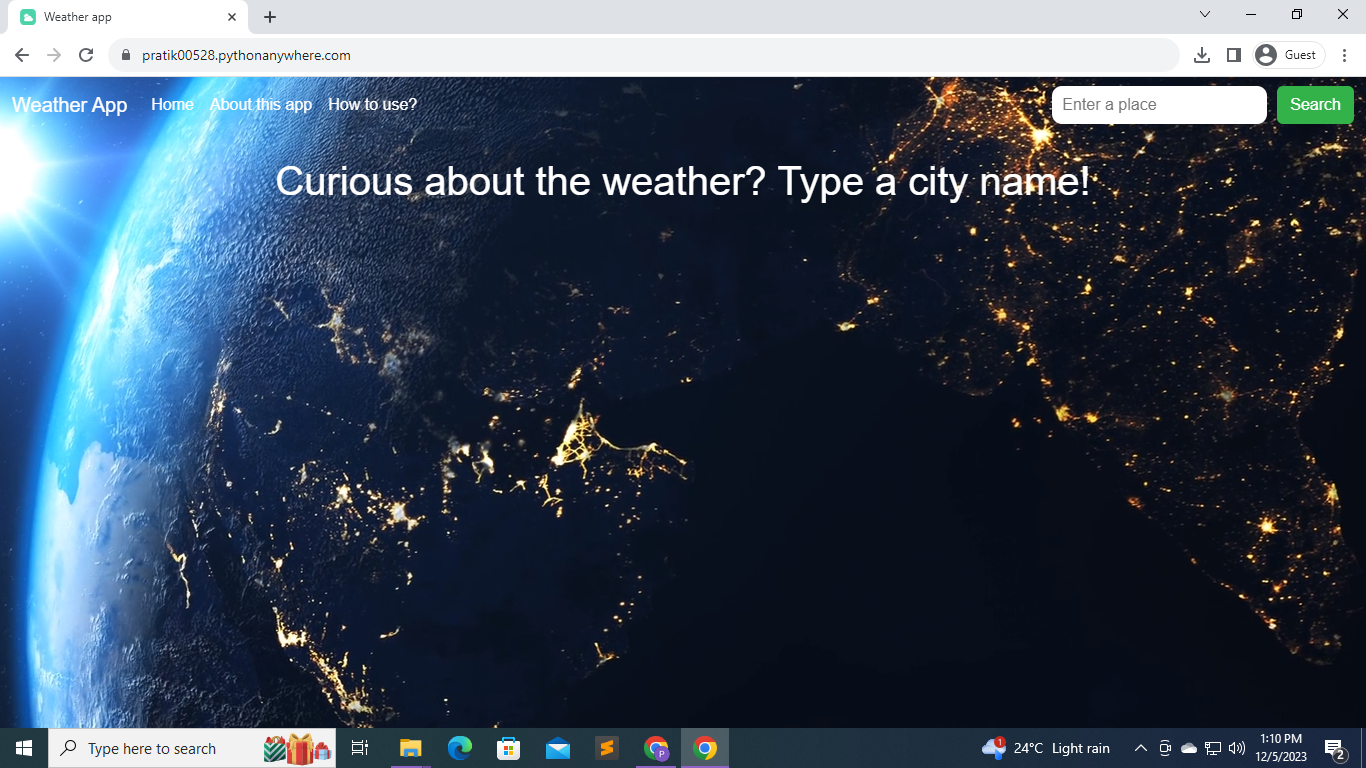 Weather app
pratik00528.pythonanywhere.com
Guest
Weather App Home About this app How to use? Enter a place Search
Curious about the weather? Type a city name!
Type here to search
P
1
24°C Light rain
1:10 PM
12/5/2023
2